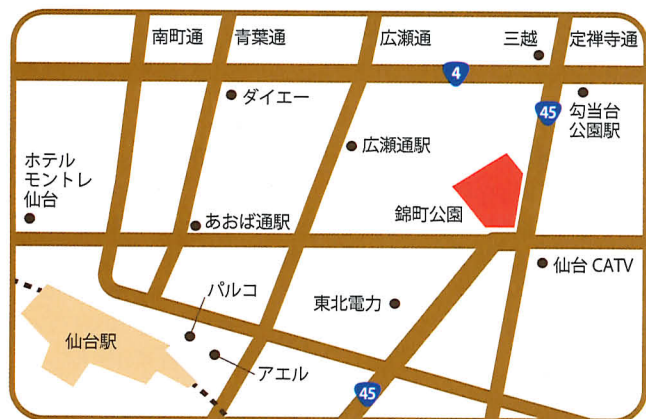 南町通
青葉通
広瀬通
三越
定禅寺通
4
45
ダイエー
勾当台
公園駅
広瀬通駅
ホテル
モントレ
仙台
錦町公園
あおば通駅
仙台 CATV
パルコ
東北電力
仙台駅
アエル
45